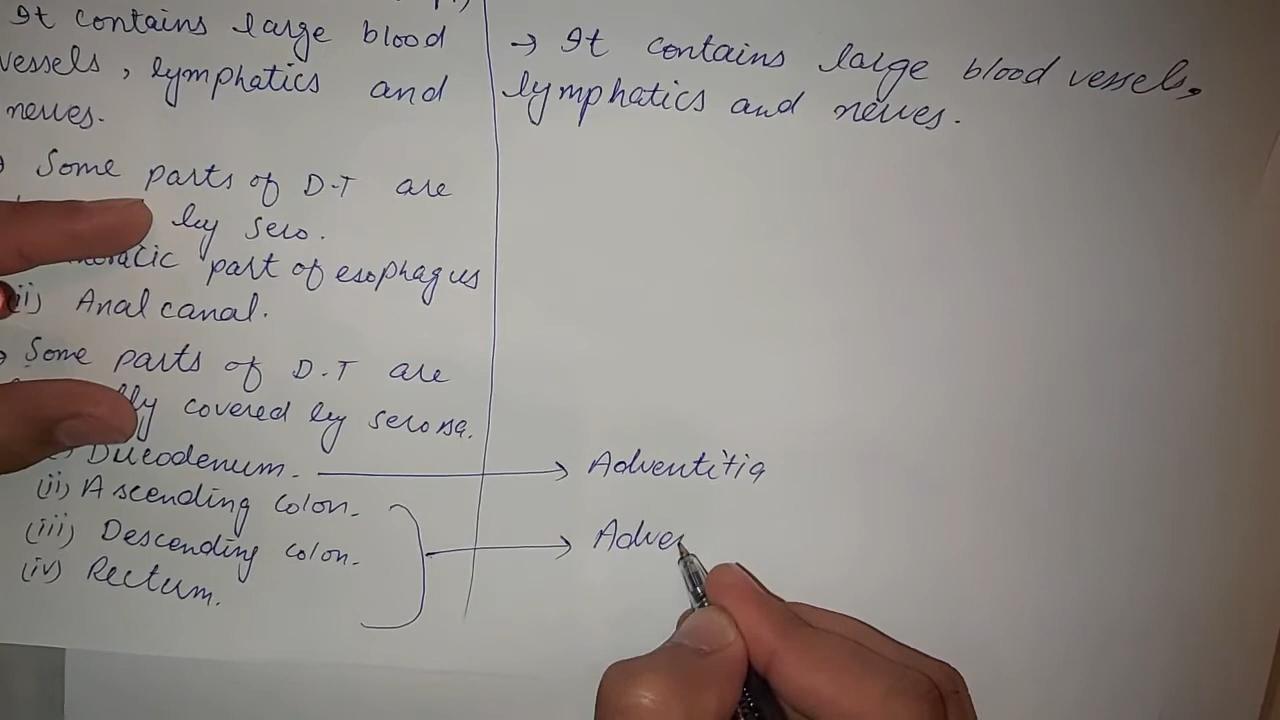 It contains large blood
vessels, lymphatics and
nerves.
Some parts of D.T are
by sero.
part of esophagus
(ii) Anal canal.
Some parts of D.T are
covered by serosa.
Duodenum.
(ii) Ascending colon.
(iii) Descending colon.
(iv) Rectum.
→ It contains large blood vessels,
lymphatics and nerves.
Adventitia
Adve